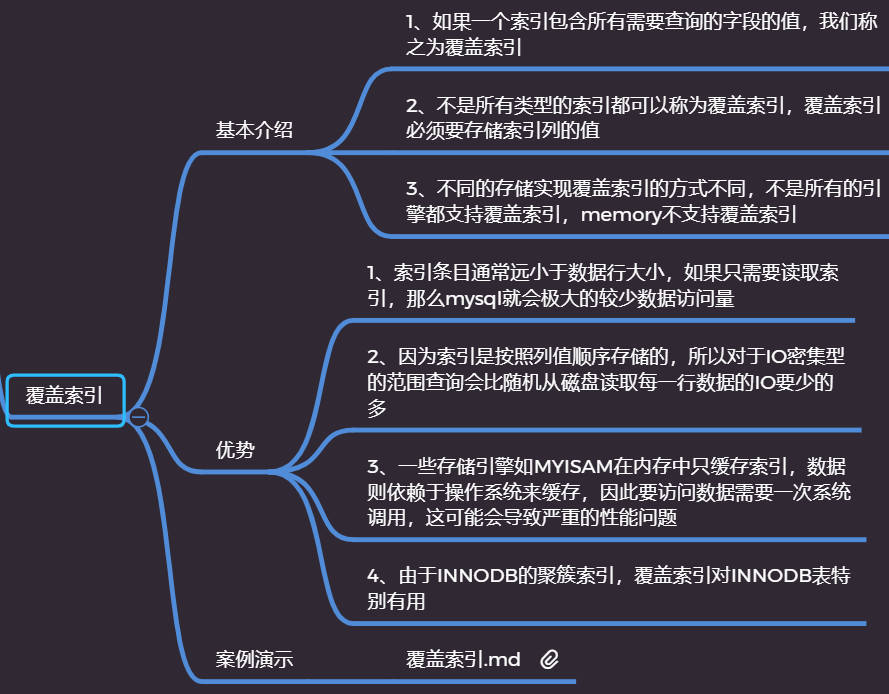 1、如果一个索引包含所有需要查询的字段的值，我们称
之为覆盖索引
2、不是所有类型的索引都可以称为覆盖索引，覆盖索引
必须要存储索引列的值
基本介绍
3、不同的存储实现覆盖索引的方式不同，不是所有的引
擎都支持覆盖索引，memory不支持覆盖索引
1、索引条目通常远小于数据行大小，如果只需要读取索
引，那么mysql就会极大的较少数据访问量
2、因为索引是按照列值顺序存储的，所以对于IO密集型
的范围查询会比随机从磁盘读取每一行数据的IO要少的
多
覆盖索引
优势
3、一些存储引擎如MYISAM在内存中只缓存索引，数据
则依赖于操作系统来缓存，因此要访问数据需要一次系统
调用，这可能会导致严重的性能问题
4、由于INNODB的聚簇索引，覆盖索引对INNODB表特
别有用
案例演示
覆盖索引.md